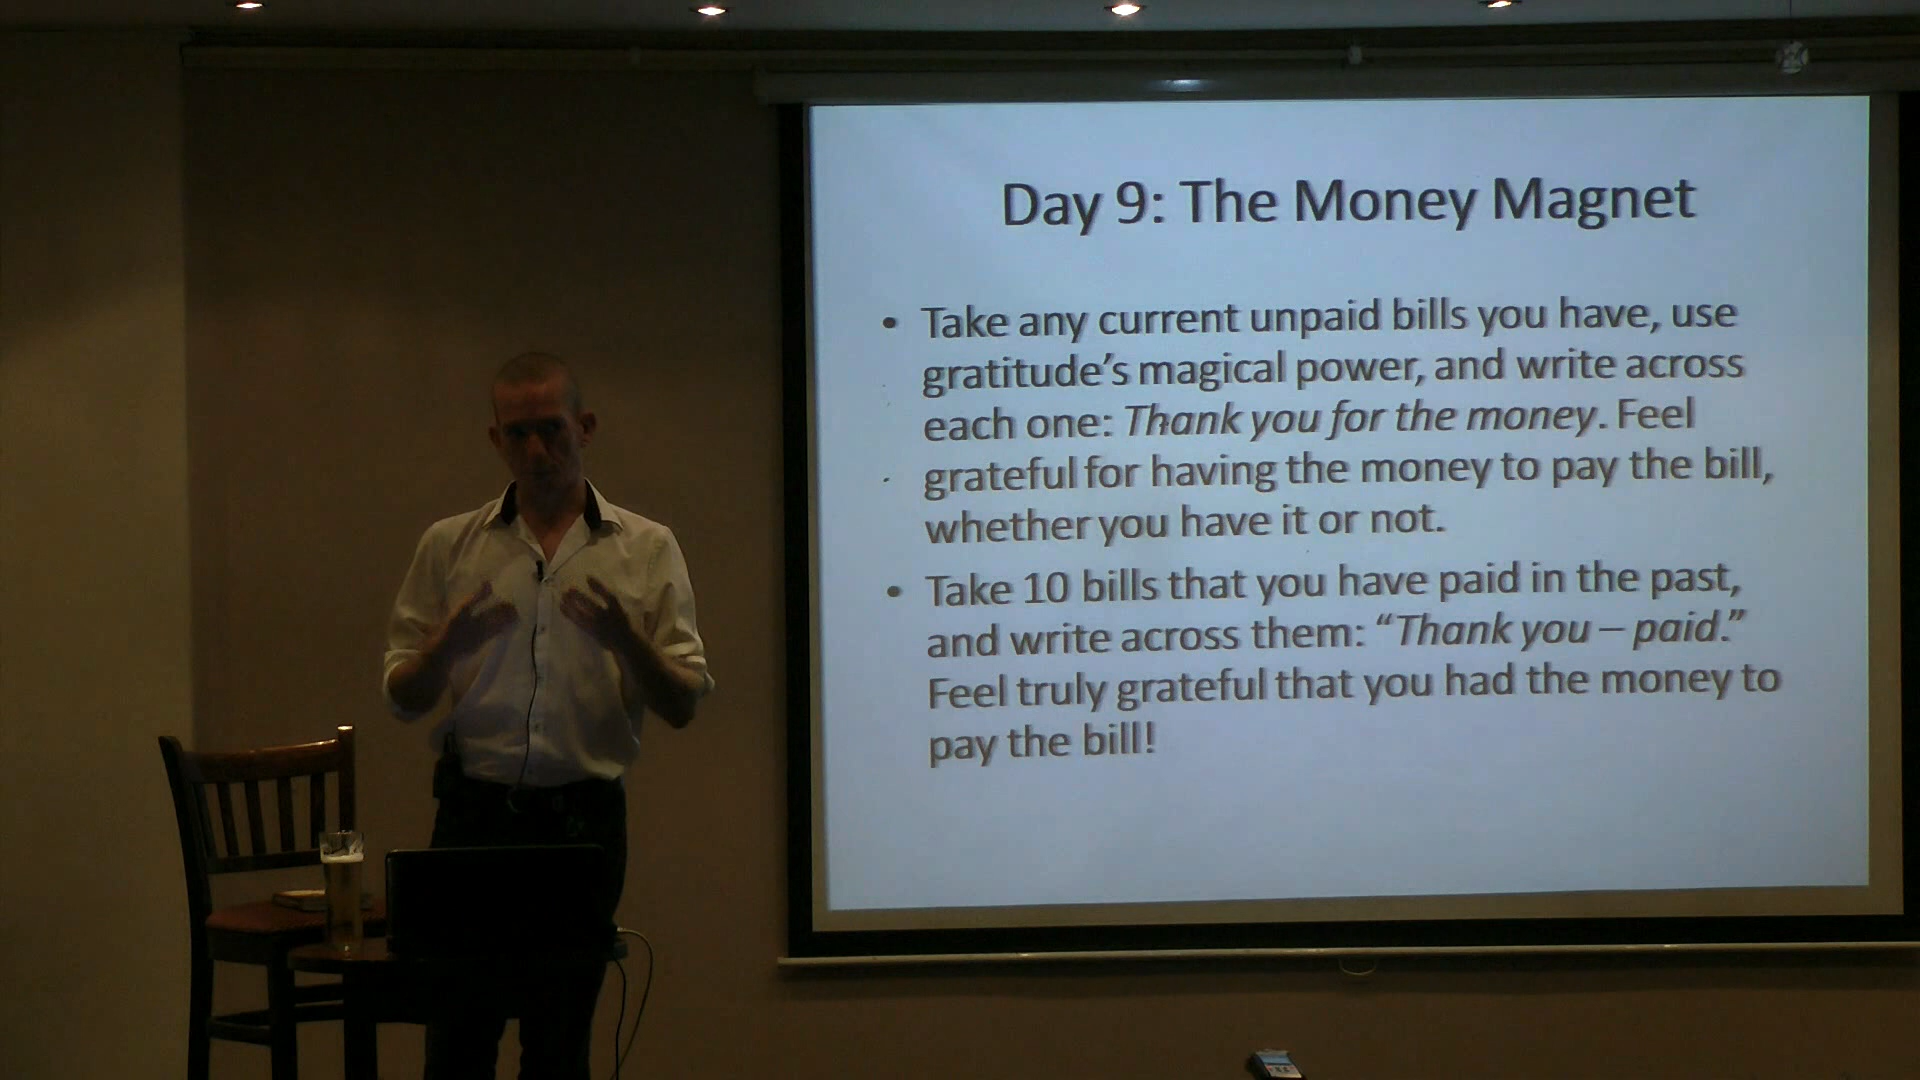 Day 9: The Money Magnet
• Take any current unpaid bills you have, use
gratitude's magical power, and write across
each one: Thank you for the money. Feel
grateful for having the money to pay the bill,
whether you have it or not.
• Take 10 bills that you have paid in the past,
and write across them: “Thank you – paid.”
Feel truly grateful that you had the money to
pay the bill!